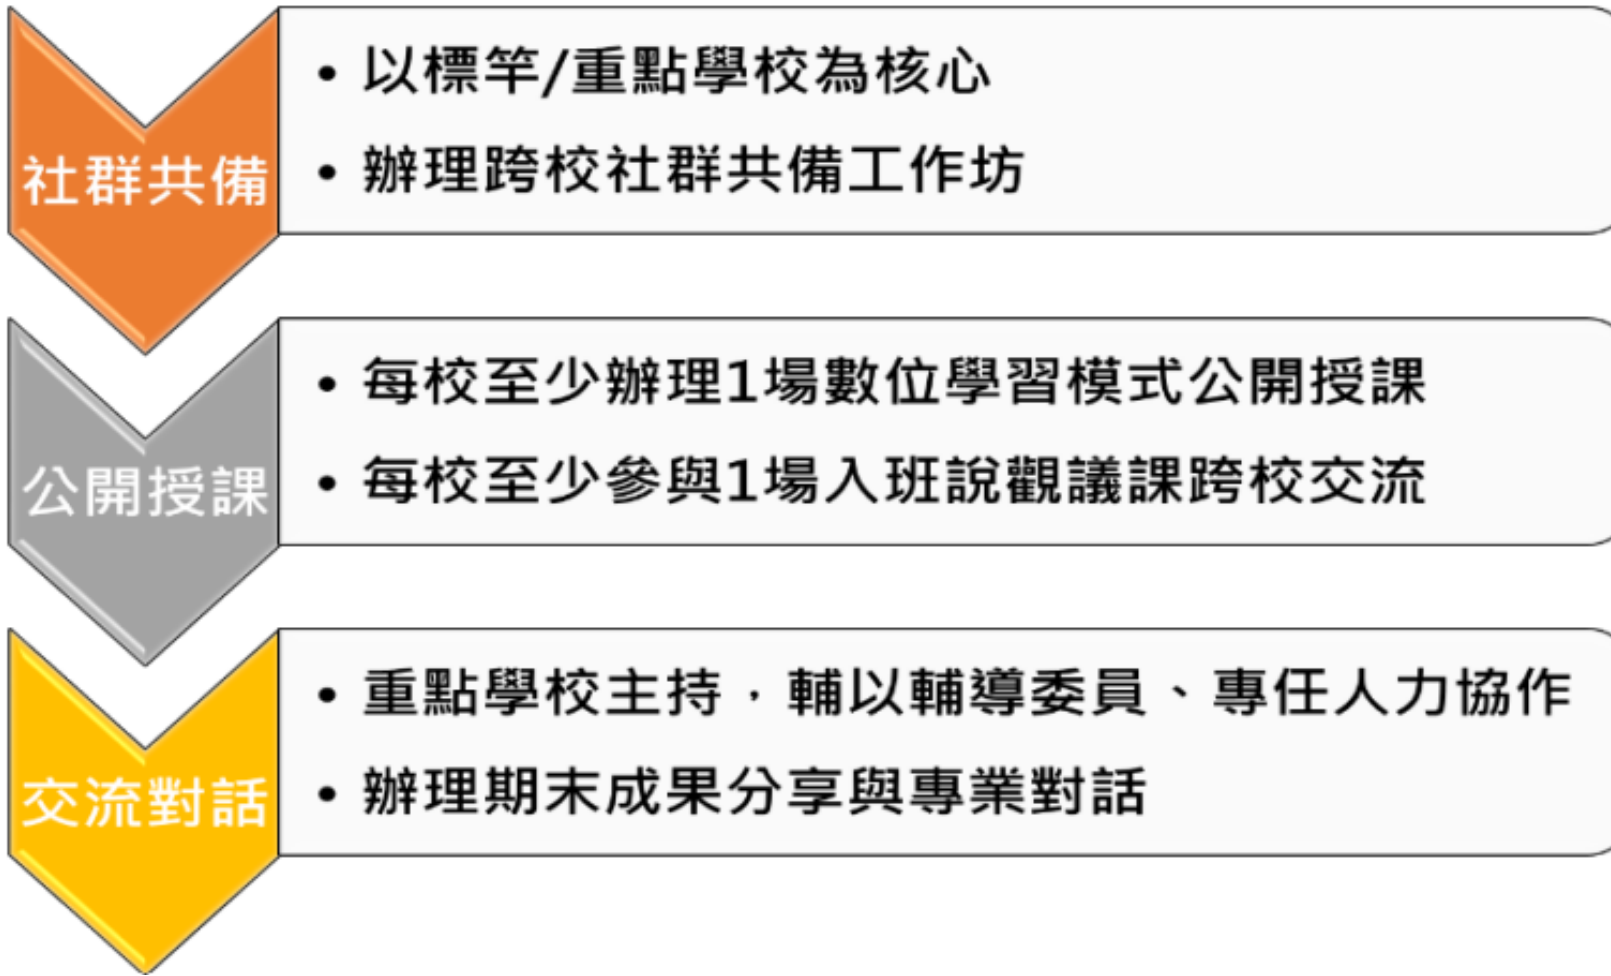 社群共備
• 以標竿/重點學校為核心
• 辦理跨校社群共備工作坊
公開授課
• 每校至少辦理1場數位學習模式公開授課
• 每校至少參與1場入班說觀議課跨校交流
交流對話
• 重點學校主持，輔以輔導委員、專任人力協作
• 辦理期末成果分享與專業對話